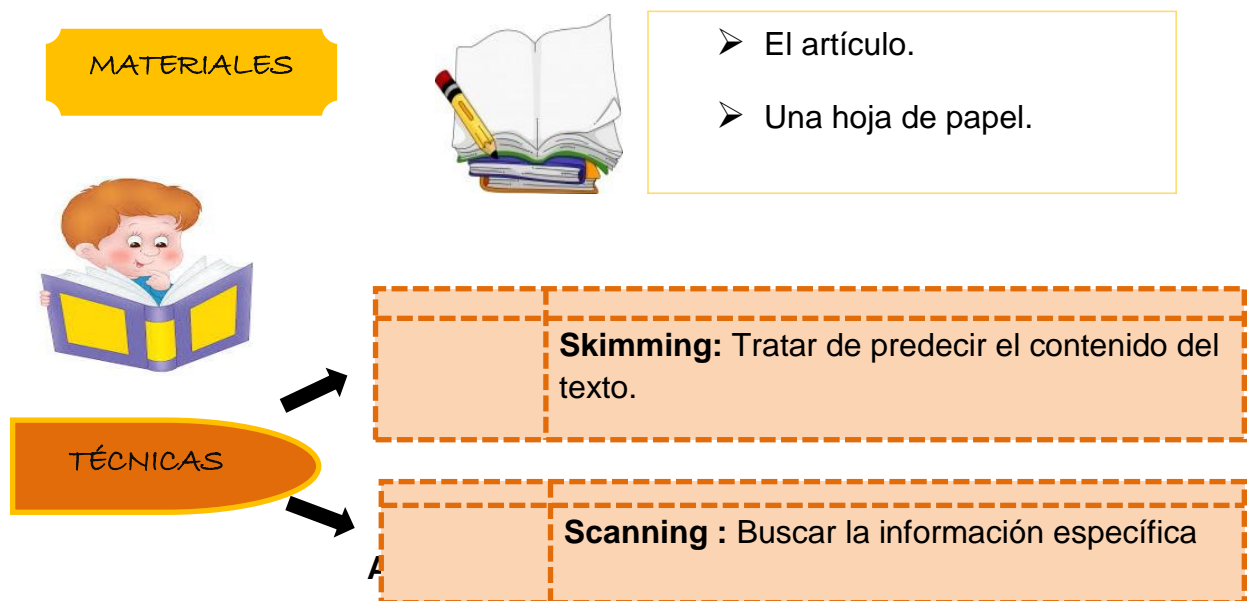 MATERIALES
➢ El artículo.
➢ Una hoja de papel.
Skimming: Tratar de predecir el contenido del
texto.
TÉCNICAS
Scanning : Buscar la información específica